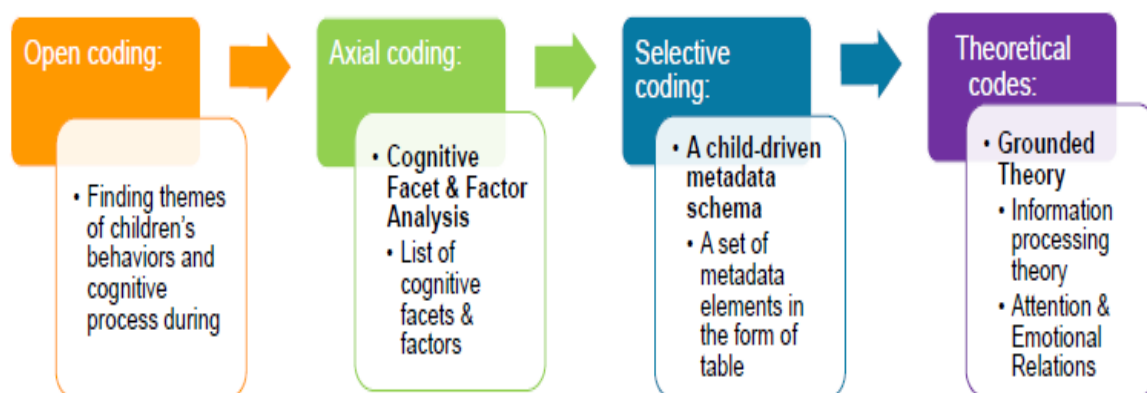 Open coding:
• Finding themes
of children's
behaviors and
cognitive
process during
Axial coding:
• Cognitive
Facet & Factor
Analysis
• List of
cognitive
facets &
factors
Selective
coding:
• A child-driven
metadata
schema
• A set of
metadata
elements in
the form of
table
Theoretical
codes:
• Grounded
Theory
• Information
processing
theory
• Attention &
Emotional
Relations